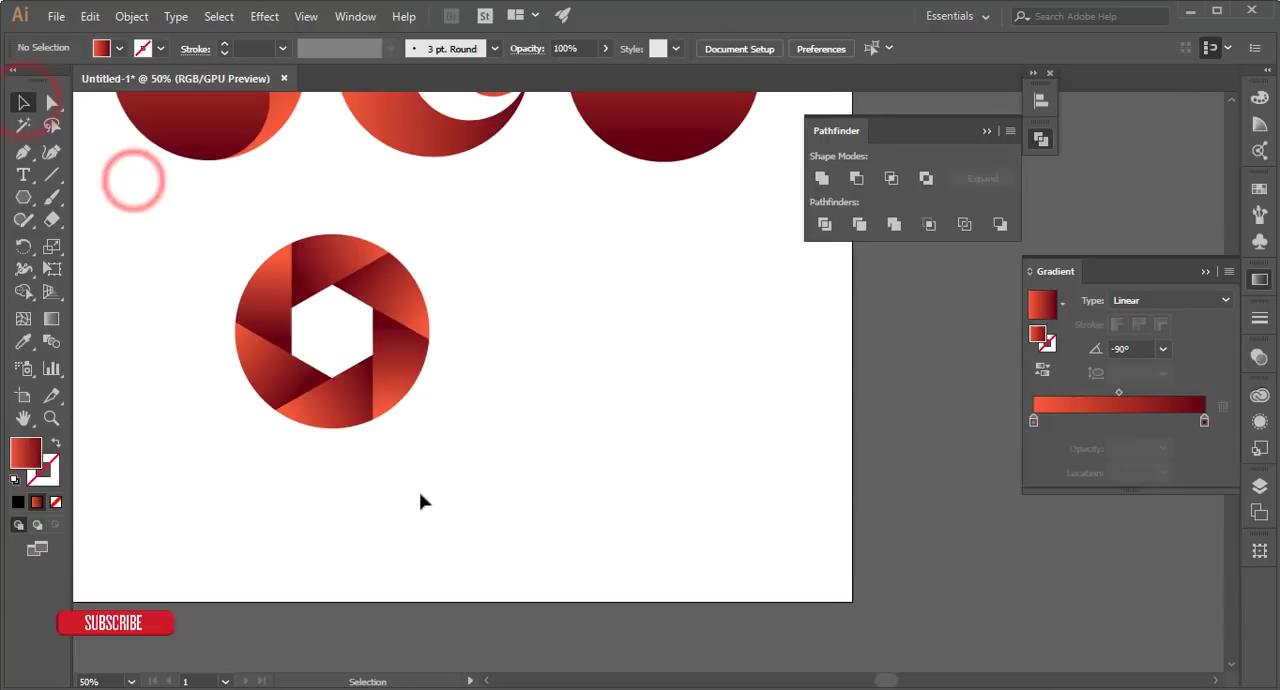 Ai File Edit Object Type Select Effect View Window Help Br St Essentials Search Adobe Help
No Selection Stroke: 3 pt. Round Opacity: 100% Style: Document Setup Preferences
Untitled-1* @ 50% (RGB/GPU Preview)
Pathfinder
Shape Modes:
Expand
Pathfinders:
Gradient
Type: Linear
Stroke:
-90°
Opacity:
Location:
SUBSCRIBE
50% 1 Selection